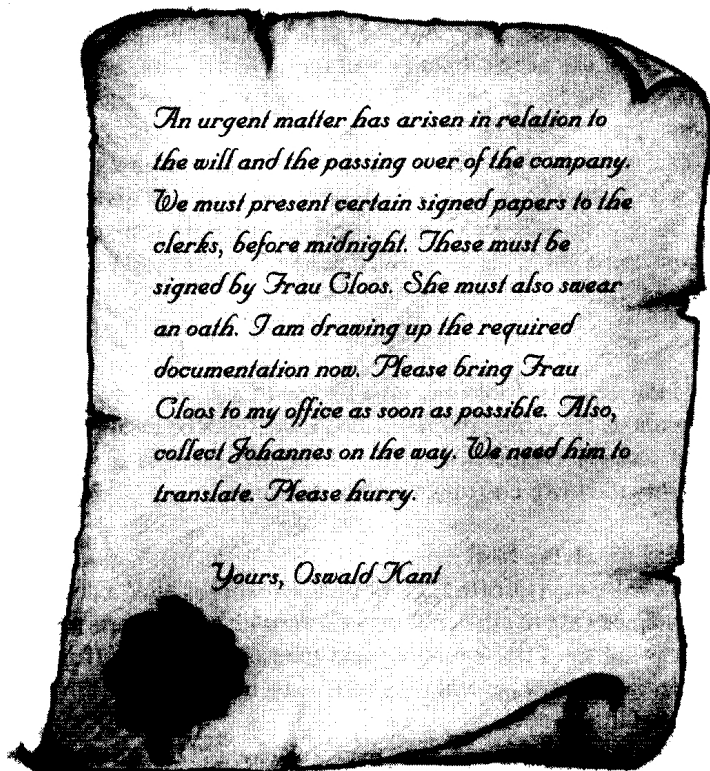 An urgent matter has arisen in relation to
the will and the passing over of the company.
We must present certain signed papers to the
clerks, before midnight. These must be
signed by Frau Cloos. She must also swear
an oath. I am drawing up the required
documentation now. Please bring Frau
Cloos to my office as soon as possible. Also,
collect Johannes on the way. We need him to
translate. Please hurry.
Yours, Oswald Kant